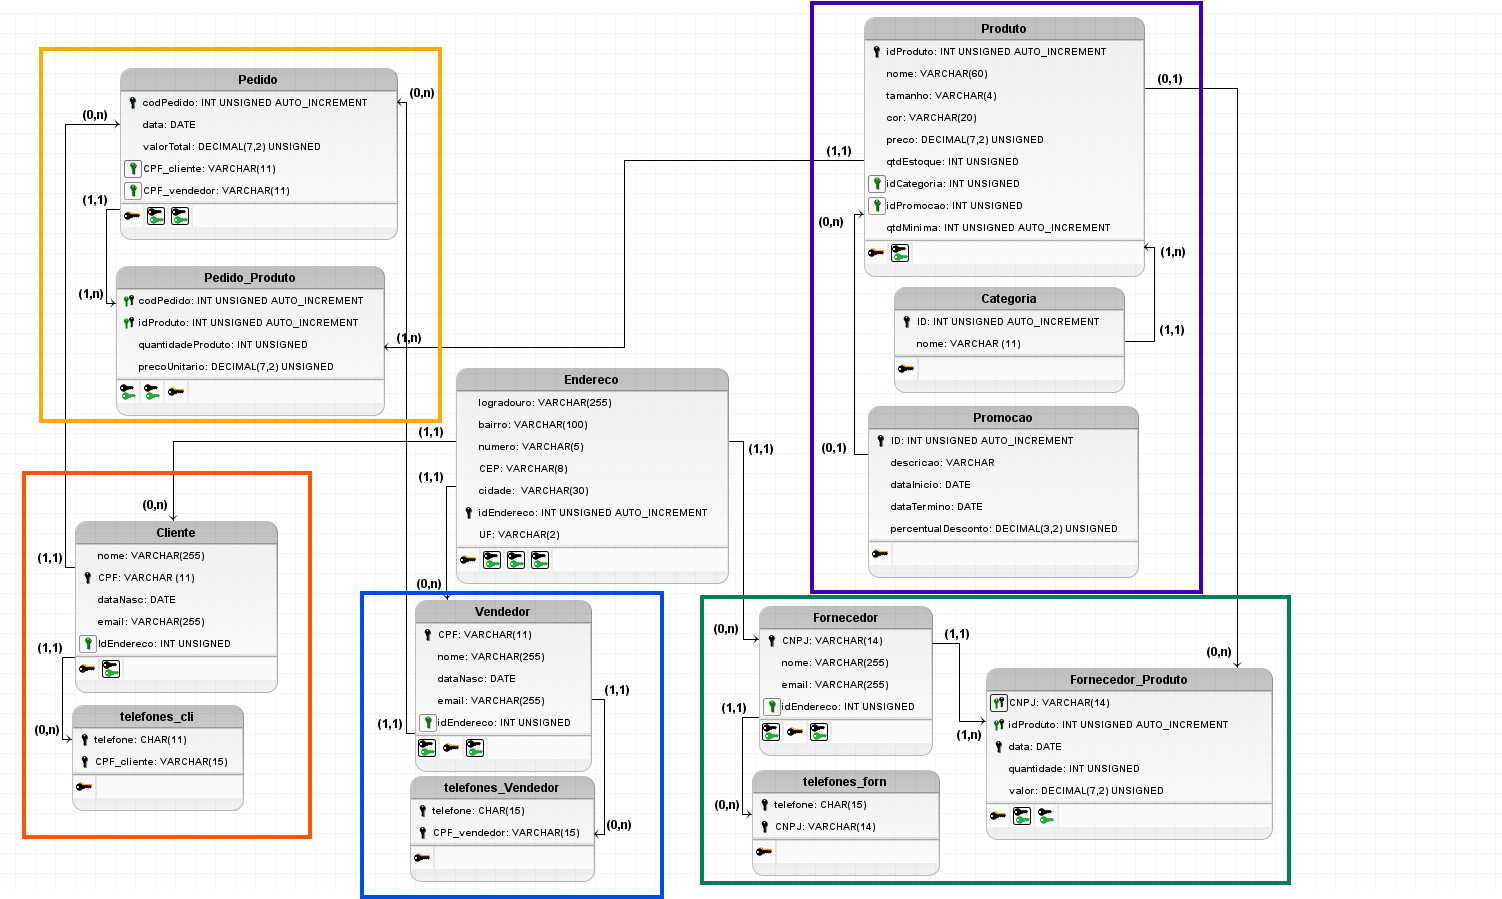 Pedido
codPedido: INT UNSIGNED AUTO_INCREMENT
data: DATE
valorTotal: DECIMAL(7,2) UNSIGNED
CPF_cliente: VARCHAR(11)
CPF_vendedor: VARCHAR(11)
(0,n)
(0,n)
(1,1)
(1,n)
Pedido_Produto
codPedido: INT UNSIGNED AUTO_INCREMENT
idProduto: INT UNSIGNED AUTO_INCREMENT
quantidadeProduto: INT UNSIGNED
precoUnitario: DECIMAL(7,2) UNSIGNED
(1,n)
Produto
idProduto: INT UNSIGNED AUTO_INCREMENT
nome: VARCHAR(60)
tamanho: VARCHAR(4)
cor: VARCHAR(20)
preco: DECIMAL(7,2) UNSIGNED
qtdEstoque: INT UNSIGNED
idCategoria: INT UNSIGNED
idPromocao: INT UNSIGNED
qtdMinima: INT UNSIGNED AUTO_INCREMENT
(0,1)
(1,1)
(0,n)
(1,n)
Categoria
ID: INT UNSIGNED AUTO_INCREMENT
nome: VARCHAR (11)
(1,1)
Promocao
ID: INT UNSIGNED AUTO_INCREMENT
descricao: VARCHAR
dataInicio: DATE
dataTermino: DATE
percentualDesconto: DECIMAL(3,2) UNSIGNED
(0,1)
Endereco
logradouro: VARCHAR(255)
bairro: VARCHAR(100)
numero: VARCHAR(5)
CEP: VARCHAR(8)
cidade: VARCHAR(30)
idEndereco: INT UNSIGNED AUTO_INCREMENT
UF: VARCHAR(2)
(1,1)
(1,1)
(1,1)
(0,n)
Cliente
nome: VARCHAR(255)
CPF: VARCHAR (11)
dataNasc: DATE
email: VARCHAR(255)
IdEndereco: INT UNSIGNED
(1,1)
(1,1)
(0,n)
telefones_cli
telefone: CHAR(11)
CPF_cliente: VARCHAR(15)
(0,n)
Vendedor
CPF: VARCHAR(11)
nome: VARCHAR(255)
dataNasc: DATE
email: VARCHAR(255)
idEndereco: INT UNSIGNED
(1,1)
(1,1)
telefones_Vendedor
telefone: CHAR(15)
CPF_vendedor: VARCHAR(15)
(0,n)
(0,n)
Fornecedor
CNPJ: VARCHAR(14)
nome: VARCHAR(255)
email: VARCHAR(255)
idEndereco: INT UNSIGNED
(1,1)
(1,1)
(0,n)
telefones_forn
telefone: CHAR(15)
CNPJ: VARCHAR(14)
(0,n)
(1,n)
Fornecedor_Produto
CNPJ: VARCHAR(14)
idProduto: INT UNSIGNED AUTO_INCREMENT
data: DATE
quantidade: INT UNSIGNED
valor: DECIMAL(7,2) UNSIGNED